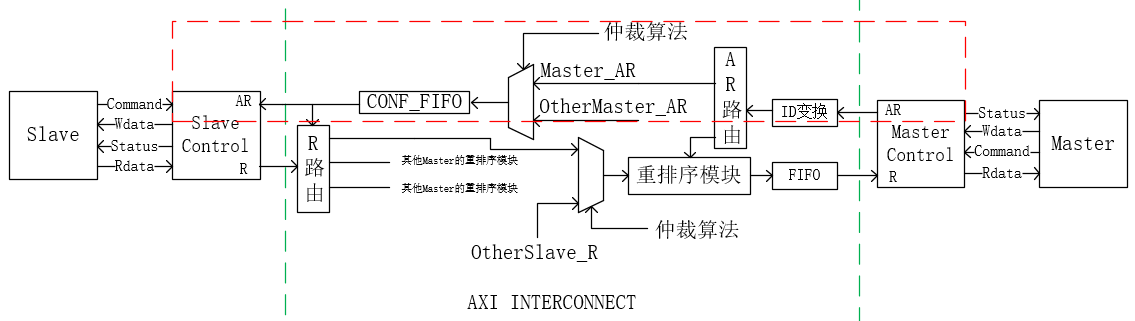 仲裁算法
Master_AR
OtherMaster_AR
AR路由
ID变换
CONF_FIFO
AR
Slave Control
R
Slave
Command
Wdata
Status
Rdata
R路由
其他Master的重排序模块
其他Master的重排序模块
重排序模块
FIFO
AR
Master Control
R
Status
Wdata
Command
Rdata
Master
仲裁算法
OtherSlave_R
AXI INTERCONNECT